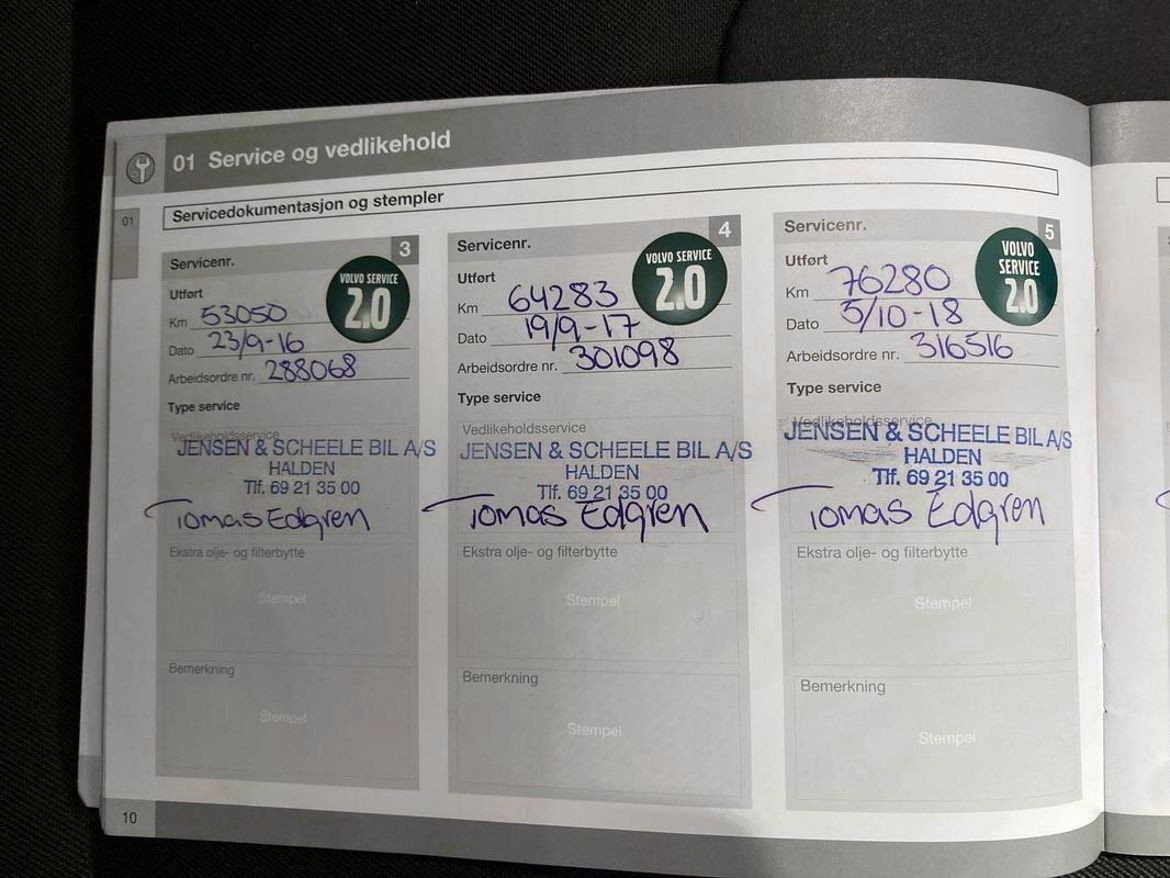 01 Service og vedlikehold
01
Servicedokumentasjon og stempler
Servicenr. 3
VOLVO SERVICE
2.0
Utført
Km 53050
Dato 23/9-16
Arbeidsordre nr. 288068
Type service
Vedlikeholdsservice
JENSEN & SCHEELE BIL A/S
HALDEN
Tlf. 69 21 35 00
Tomas Edgren
Ekstra olje- og filterbytte
Stempel
Bemerkning
Stempel
Servicenr. 4
VOLVO SERVICE
2.0
Utført
Km 64283
Dato 19/9-17
Arbeidsordre nr. 301098
Type service
Vedlikeholdsservice
JENSEN & SCHEELE BIL A/S
HALDEN
Tlf. 69 21 35 00
Tomas Edgren
Ekstra olje- og filterbytte
Stempel
Bemerkning
Stempel
Servicenr. 5
VOLVO
SERVICE
2.0
Utført
Km 76280
Dato 5/10-18
Arbeidsordre nr. 316516
Type service
Vedlikeholdsservice
JENSEN & SCHEELE BIL A/S
HALDEN
Tlf. 69 21 35 00
Tomas Edgren
Ekstra olje- og filterbytte
Stempel
Bemerkning
Stempel
10